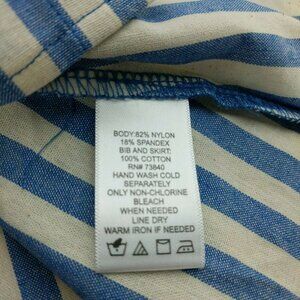 BODY:82% NYLON
18% SPANDEX
BIB AND SKIRT:
100% COTTON
RN# 73840
HAND WASH COLD
SEPARATELY
ONLY NON-CHLORINE
BLEACH
WHEN NEEDED
LINE DRY
WARM IRON IF NEEDED